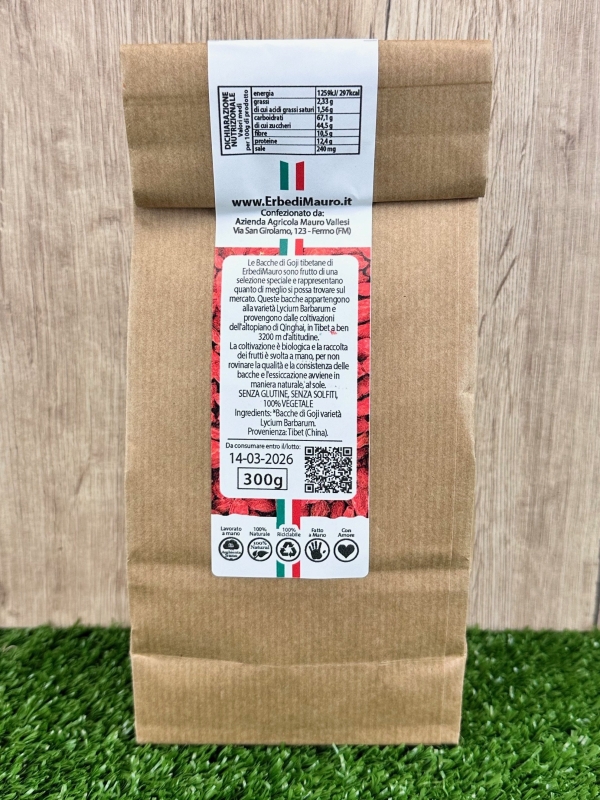 DICHIARAZIONE
NUTRIZIONALE
Valori medi
per 100g di prodotto
energia 1259kJ/ 297kcal
grassi 2,33 g
di cui acidi grassi saturi 1,56 g
carboidrati 67,1 g
di cui zuccheri 44,5 g
fibre 10,5 g
proteine 12,4 g
sale 240 mg
www.ErbediMauro.it
Confezionato da:
Azienda Agricola Mauro Vallesi
Via San Girolamo, 123 - Fermo (FM)
Le Bacche di Goji tibetane di
ErbediMauro sono frutto di una
selezione speciale e rappresentano
quanto di meglio si possa trovare sul
mercato. Queste bacche appartengono
alla varietà Lycium Barbarum e
provengono dalle coltivazioni
dell'altopiano di Qinghai, in Tibet a ben
3200 m d'altitudine.
La coltivazione è biologica e la raccolta
dei frutti è svolta a mano, per non
rovinare la qualità e la consistenza delle
bacche e l'essiccazione avviene in
maniera naturale, al sole.
SENZA GLUTINE, SENZA SOLFITI,
100% VEGETALE
Ingredienti: *Bacche di Goji varietà
Lycium Barbarum.
Provenienza: Tibet (China).
Da consumare entro il/lotto:
14-03-2026
300g
Lavorato
a mano
100%
Naturale
100%
Riciclabile
Fatto
a Mano
Con
Amore
100%
Natural